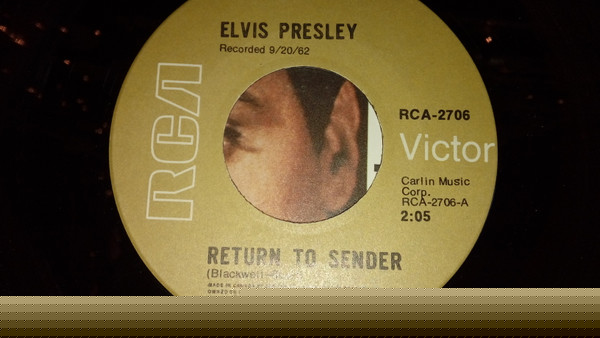 ELVIS PRESLEY
Recorded 9/20/62
RCA
RCA-2706
Victor
Carlin Music
Corp.
RCA-2706-A
2:05
RETURN TO SENDER
(Blackwell-